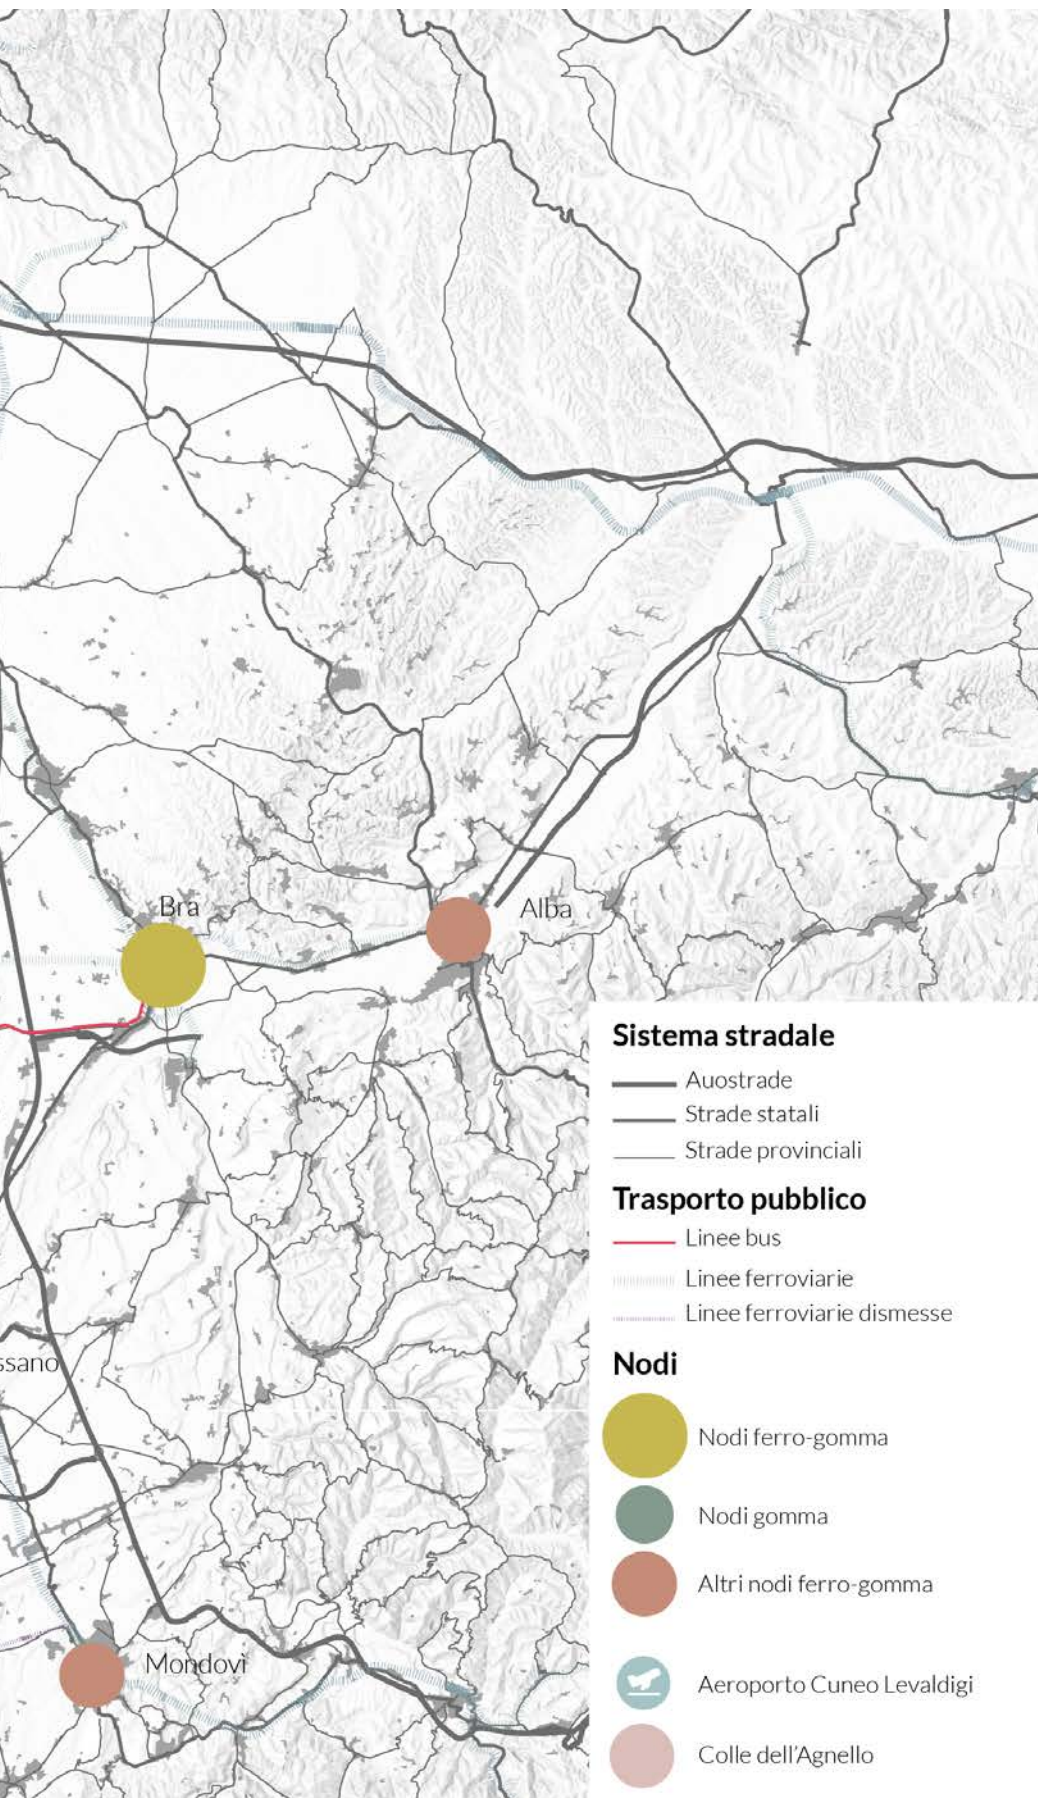 Bra
Alba
ssano
Mondovì
Sistema stradale
Auostrade
Strade statali
Strade provinciali
Trasporto pubblico
Linee bus
Linee ferroviarie
Linee ferroviarie dismesse
Nodi
Nodi ferro-gomma
Nodi gomma
Altri nodi ferro-gomma
Aeroporto Cuneo Levaldigi
Colle dell'Agnello